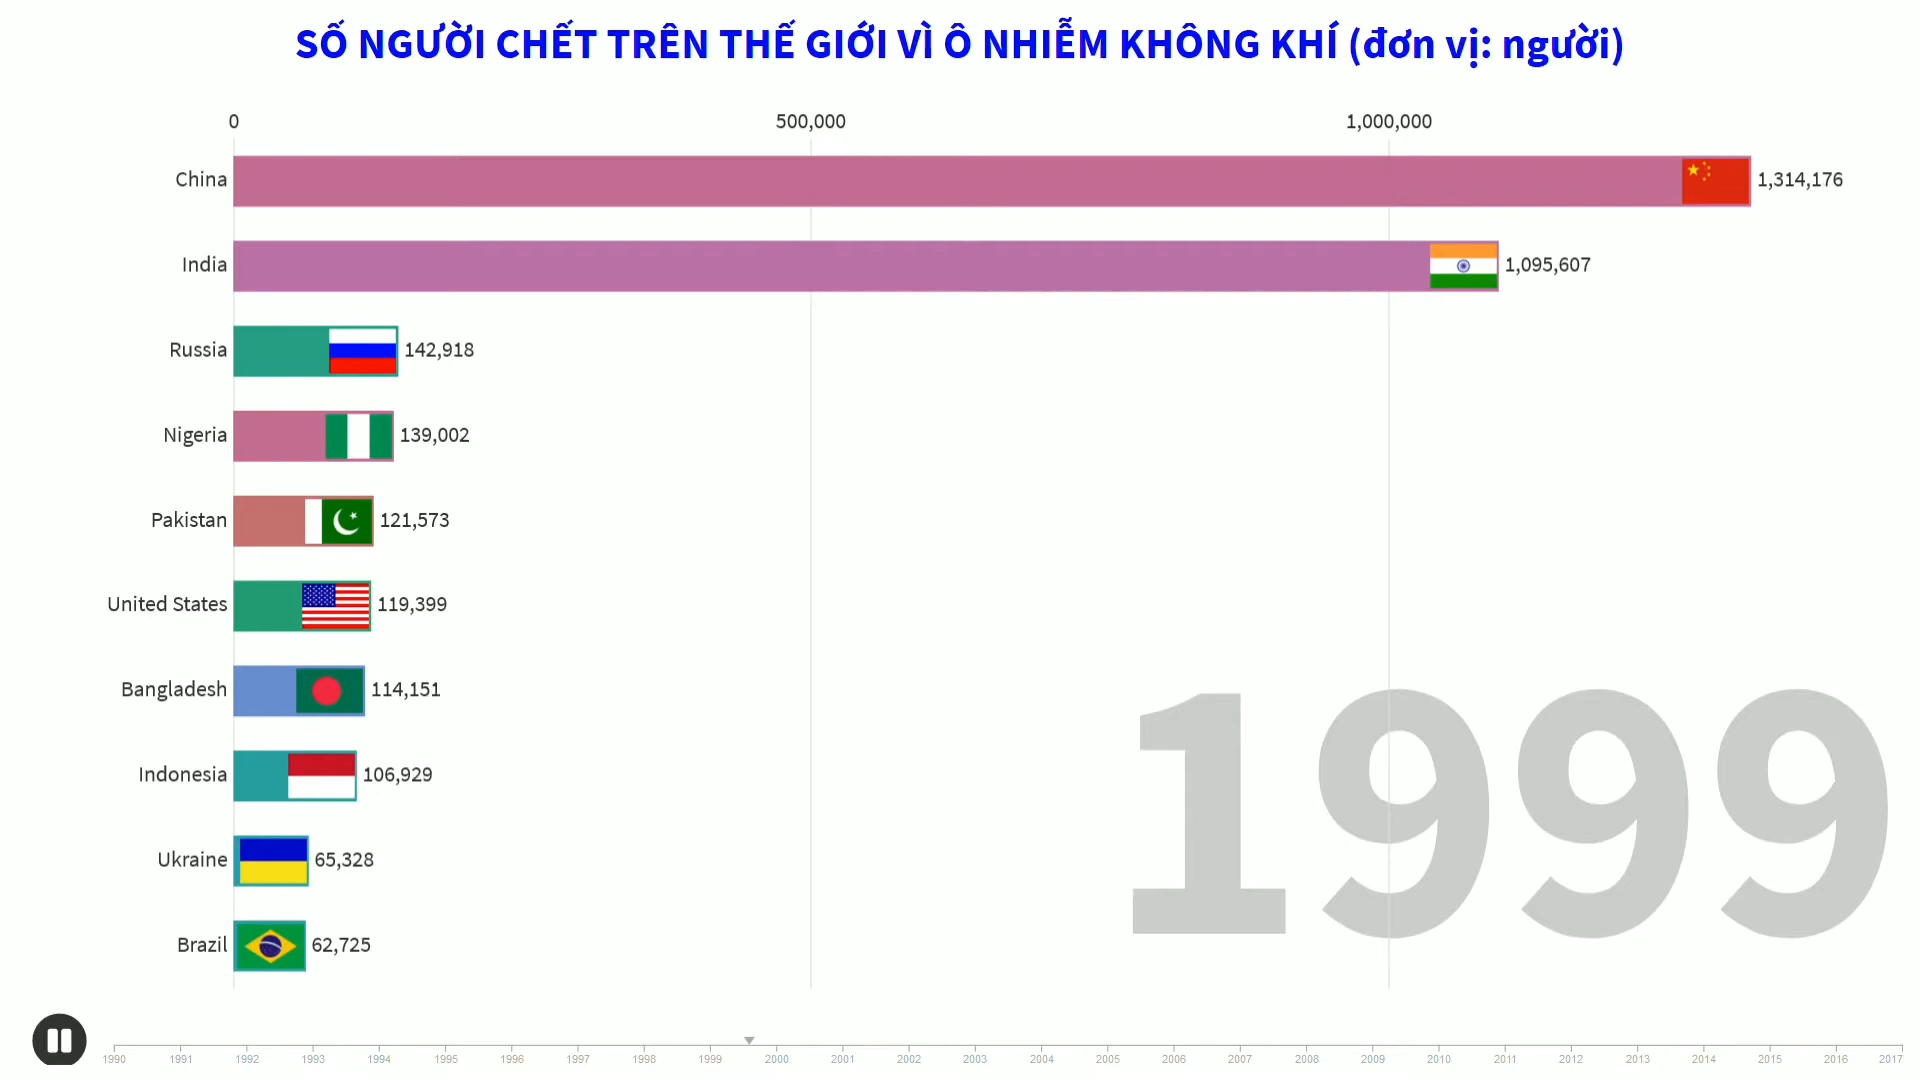 SỐ NGƯỜI CHẾT TRÊN THẾ GIỚI VÌ Ô NHIỄM KHÔNG KHÍ (đơn vị: người)
0 500,000 1,000,000
China 1,314,176
India 1,095,607
Russia 142,918
Nigeria 139,002
Pakistan 121,573
United States 119,399
Bangladesh 114,151
Indonesia 106,929
Ukraine 65,328
Brazil 62,725
1999
1990 1991 1992 1993 1994 1995 1996 1997 1998 1999 2000 2001 2002 2003 2004 2005 2006 2007 2008 2009 2010 2011 2012 2013 2014 2015 2016 2017